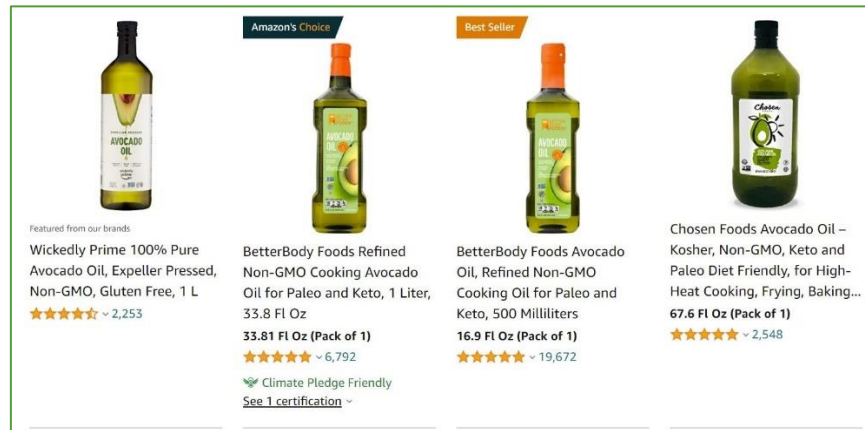 Amazon's Choice
Best Seller
AVOCADO
OIL
AVOCADO
OIL
AVOCADO
OIL
Chosen
Featured from our brands
Wickedly Prime 100% Pure
Avocado Oil, Expeller Pressed,
Non-GMO, Gluten Free, 1 L
2,253
BetterBody Foods Refined
Non-GMO Cooking Avocado
Oil for Paleo and Keto, 1 Liter,
33.8 Fl Oz
33.81 Fl Oz (Pack of 1)
6,792
Climate Pledge Friendly
See 1 certification
BetterBody Foods Avocado
Oil, Refined Non-GMO
Cooking Oil for Paleo and
Keto, 500 Milliliters
16.9 Fl Oz (Pack of 1)
19,672
Chosen Foods Avocado Oil –
Kosher, Non-GMO, Keto and
Paleo Diet Friendly, for High-
Heat Cooking, Frying, Baking...
67.6 Fl Oz (Pack of 1)
2,548